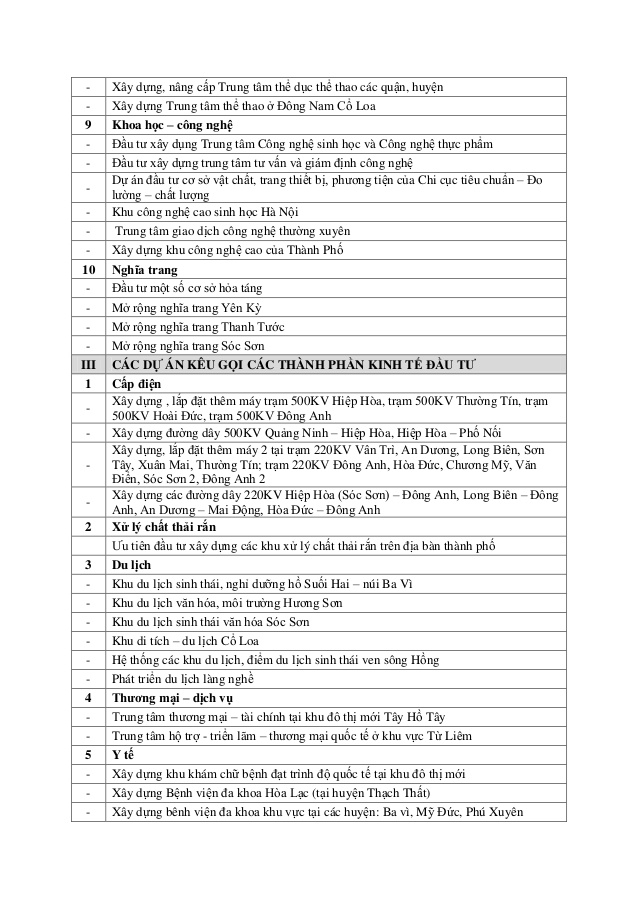 - Xây dựng, nâng cấp Trung tâm thể dục thể thao các quận, huyện
- Xây dựng Trung tâm thể thao ở Đông Nam Cổ Loa
9 Khoa học – công nghệ
- Đầu tư xây dụng Trung tâm Công nghệ sinh học và Công nghệ thực phẩm
- Đầu tư xây dựng trung tâm tư vấn và giám định công nghệ
- Dự án đầu tư cơ sở vật chất, trang thiết bị, phương tiện của Chi cục tiêu chuẩn – Đo
lường – chất lượng
- Khu công nghệ cao sinh học Hà Nội
- Trung tâm giao dịch công nghệ thường xuyên
- Xây dựng khu công nghệ cao của Thành Phố
10 Nghĩa trang
- Đầu tư một số cơ sở hỏa táng
- Mở rộng nghĩa trang Yên Kỳ
- Mở rộng nghĩa trang Thanh Tước
- Mở rộng nghĩa trang Sóc Sơn
III CÁC DỰ ÁN KÊU GỌI CÁC THÀNH PHẦN KINH TẾ ĐẦU TƯ
1 Cấp điện
- Xây dựng , lắp đặt thêm máy trạm 500KV Hiệp Hòa, trạm 500KV Thường Tín, trạm
500KV Hoài Đức, trạm 500KV Đông Anh
- Xây dựng đường dây 500KV Quảng Ninh – Hiệp Hòa, Hiệp Hòa – Phố Nối
- Xây dựng, lắp đặt thêm máy 2 tại trạm 220KV Vân Trì, An Dương, Long Biên, Sơn
Tây, Xuân Mai, Thường Tín; trạm 220KV Đông Anh, Hòa Đức, Chương Mỹ, Văn
Điển, Sóc Sơn 2, Đông Anh 2
- Xây dựng các đường dây 220KV Hiệp Hòa (Sóc Sơn) – Đông Anh, Long Biên – Đông
Anh, An Dương – Mai Động, Hòa Đức – Đông Anh
2 Xử lý chất thải rắn
Ưu tiên đầu tư xây dựng các khu xử lý chất thải rắn trên địa bàn thành phố
3 Du lịch
- Khu du lịch sinh thái, nghỉ dưỡng hồ Suối Hai – núi Ba Vì
- Khu du lịch văn hóa, môi trường Hương Sơn
- Khu du lịch sinh thái văn hóa Sóc Sơn
- Khu di tích – du lịch Cổ Loa
- Hệ thống các khu du lịch, điểm du lịch sinh thái ven sông Hồng
- Phát triển du lịch làng nghề
4 Thương mại – dịch vụ
- Trung tâm thương mại – tài chính tại khu đô thị mới Tây Hồ Tây
- Trung tâm hộ trợ - triển lãm – thương mại quốc tế ở khu vực Từ Liêm
5 Y tế
- Xây dựng khu khám chữ bệnh đạt trình độ quốc tế tại khu đô thị mới
- Xây dựng Bệnh viện đa khoa Hòa Lạc (tại huyện Thạch Thất)
- Xây dựng bênh viện đa khoa khu vực tại các huyện: Ba vì, Mỹ Đức, Phú Xuyên